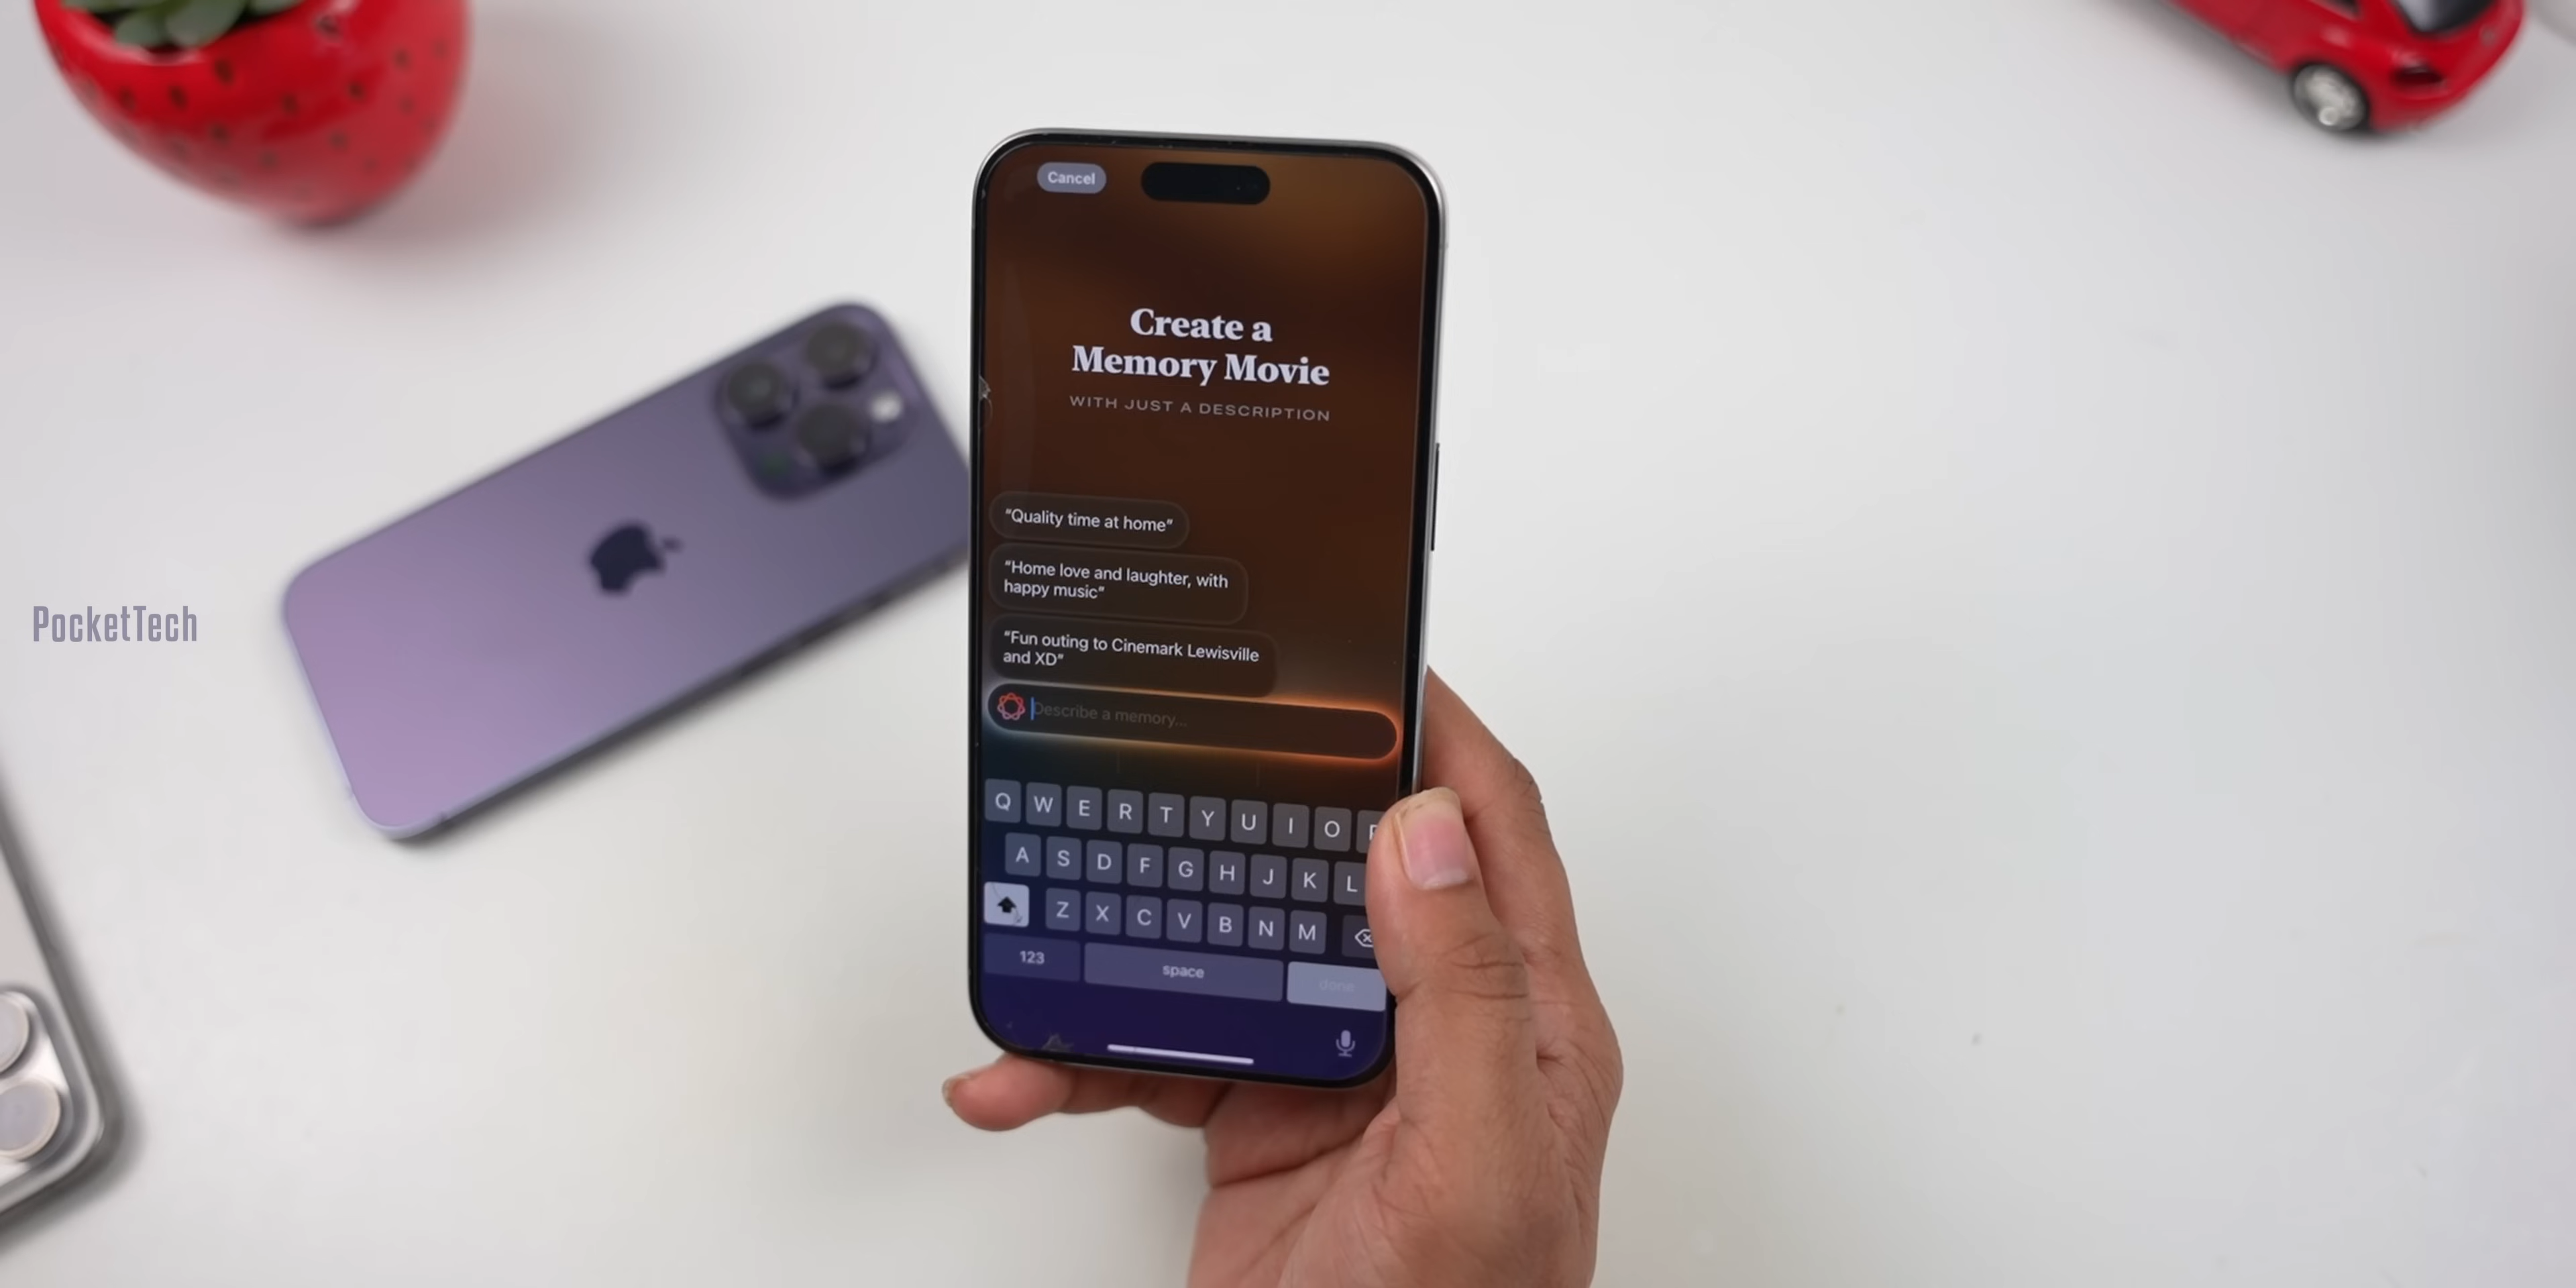 Cancel
Create a
Memory Movie
WITH JUST A DESCRIPTION
"Quality time at home"
"Home love and laughter, with
happy music"
"Fun outing to Cinemark Lewisville
and XD"
Describe a memory...
PocketTech
Q W E R T Y U I O
A S D F G H J K L
Z X C V B N M
123 space done